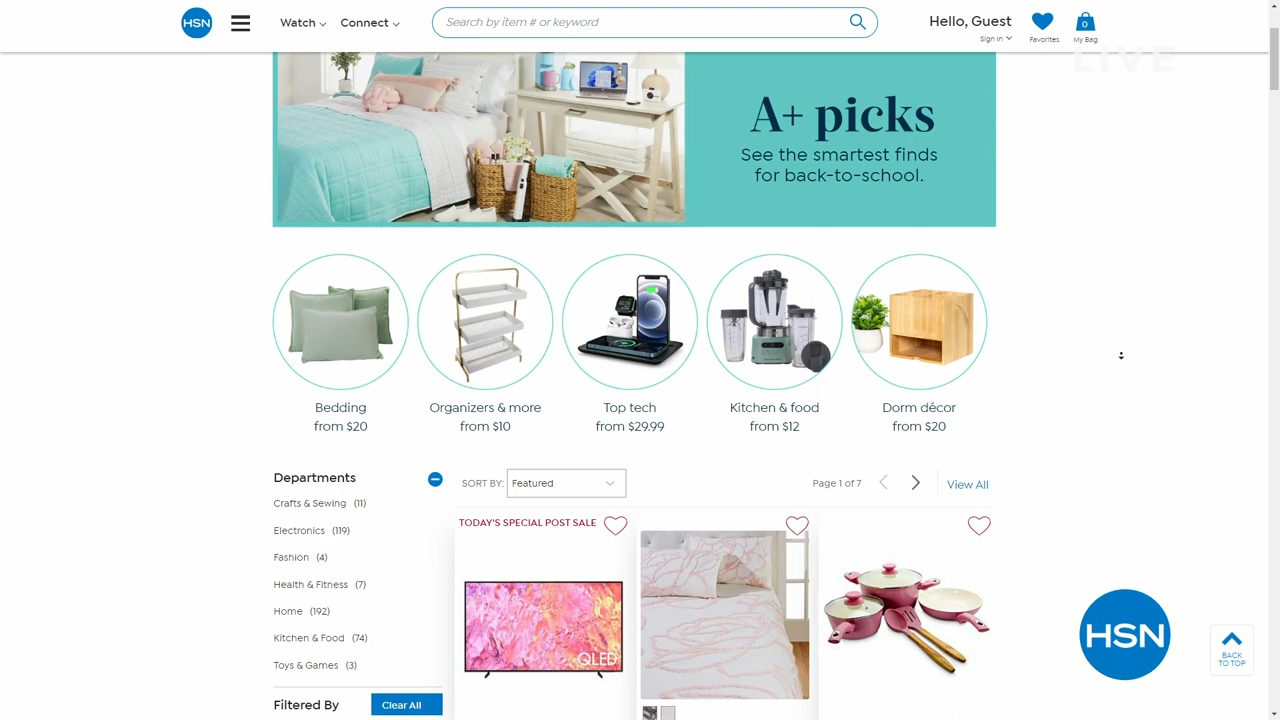 HSN
Watch
Connect
Search by item # or keyword
Hello, Guest
Sign In
Favorites
0
My Bag
LIVE
A+ picks
See the smartest finds
for back-to-school.
Bedding
from $20
Organizers & more
from $10
Top tech
from $29.99
Kitchen & food
from $12
Dorm décor
from $20
Departments
Crafts & Sewing (11)
Electronics (119)
Fashion (4)
Health & Fitness (7)
Home (192)
Kitchen & Food (74)
Toys & Games (3)
Filtered By
Clear All
SORT BY: Featured
Page 1 of 7
View All
TODAY'S SPECIAL POST SALE
QLED
HSN
BACK
TO TOP